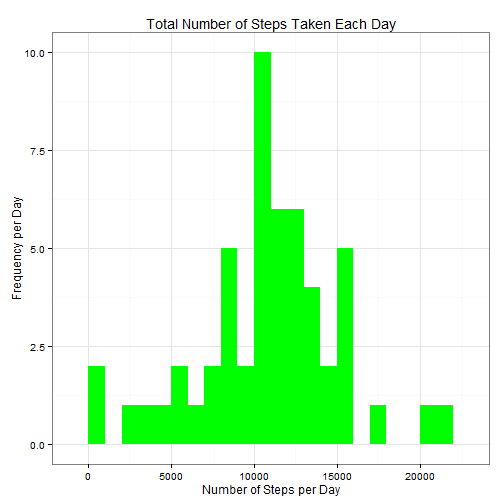 Total Number of Steps Taken Each Day
10.0
7.5
5.0
2.5
0.0
Frequency per Day
0 5000 10000 15000 20000
Number of Steps per Day